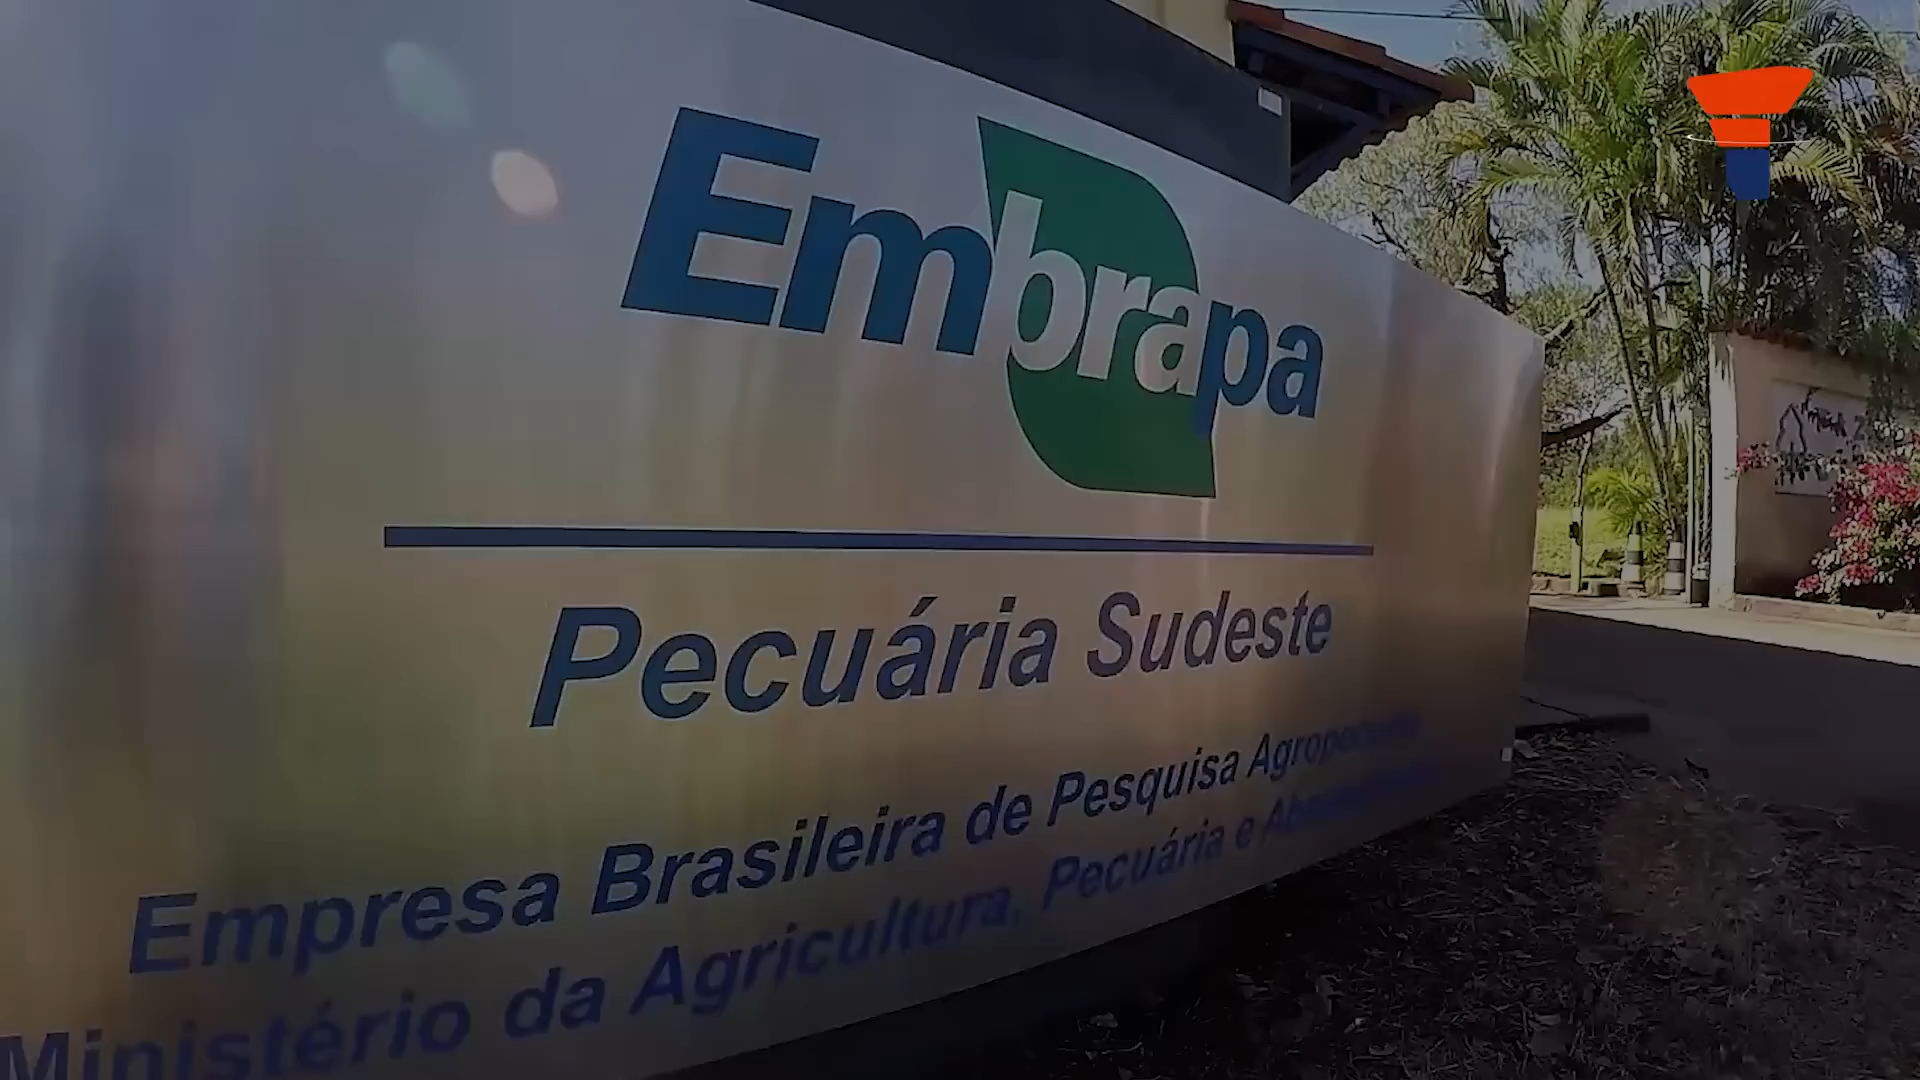 Embrapa
Pecuária Sudeste
Empresa Brasileira de Pesquisa
Ministério da Agricultura, Pecuária e